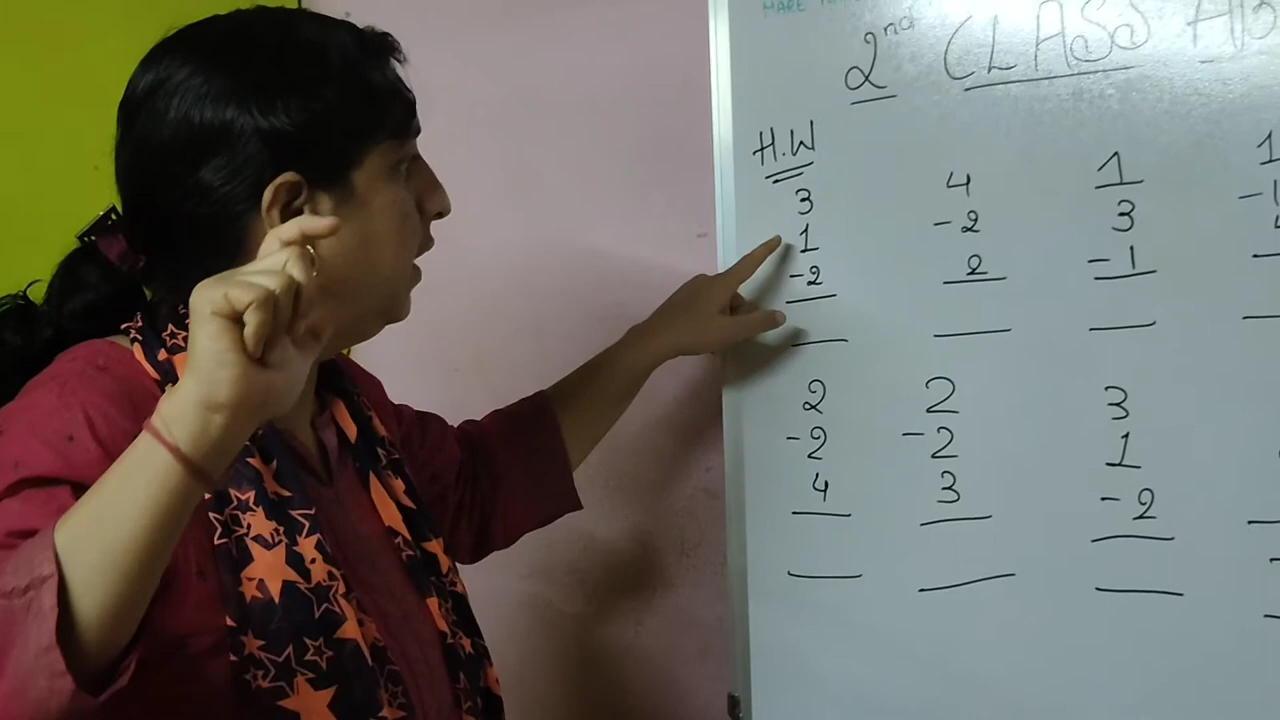 2nd CLASS
H.W
3 4 1 1
1 -2 3
-2 2 -1
2 2 3
-2 -2 1
4 3 -2